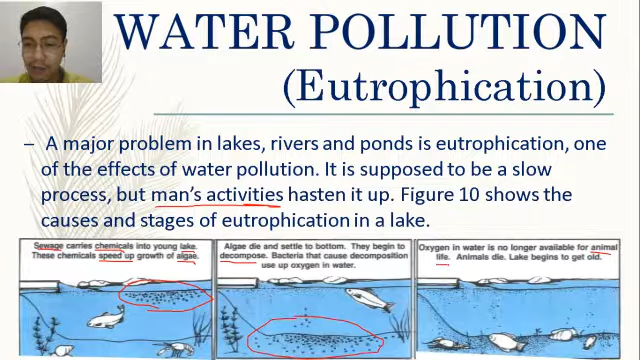 WATER POLLUTION
(Eutrophication)
– A major problem in lakes, rivers and ponds is eutrophication, one
of the effects of water pollution. It is supposed to be a slow
process, but man's activities hasten it up. Figure 10 shows the
causes and stages of eutrophication in a lake.
Sewage carries chemicals into young lake.
These chemicals speed up growth of algae.
Algae die and settle to bottom. They begin to
decompose. Bacteria that cause decomposition
use up oxygen in water.
Oxygen in water is no longer available for animal
life. Animals die. Lake begins to get old.